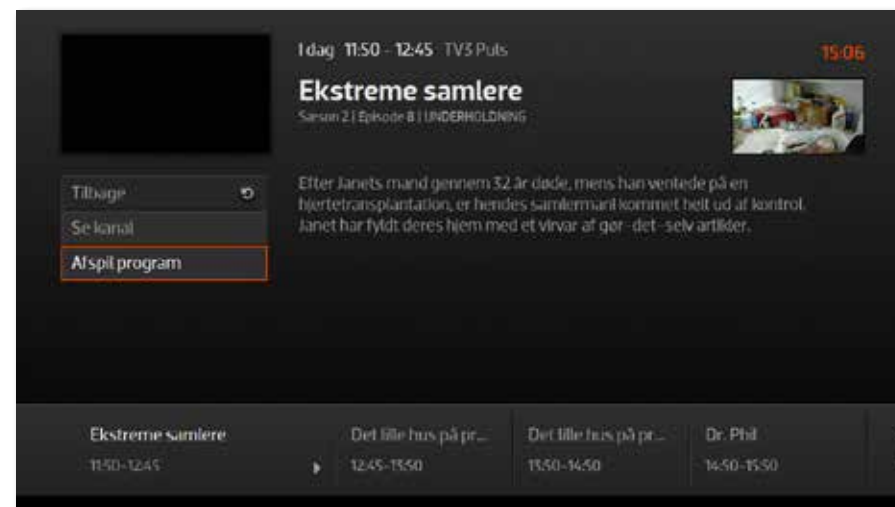 I dag 11:50 - 12:45 TV3 Puls
15:06
Ekstreme samlere
Sæson 2 | Episode 8 | UNDERHOLDNING
Efter Janets mand gennem 32 år døde, mens han ventede på en
hjertetransplantation, er hendes samlermani kommet helt ud af kontrol.
Janet har fyldt deres hjem med et virvar af gør-det-selv artikler.
Tilbage
Se kanal
Afspil program
Ekstreme samlere
11:50-12:45
Det lille hus på pr...
12:45-13:50
Det lille hus på pr...
13:50-14:50
Dr. Phil
14:50-15:50